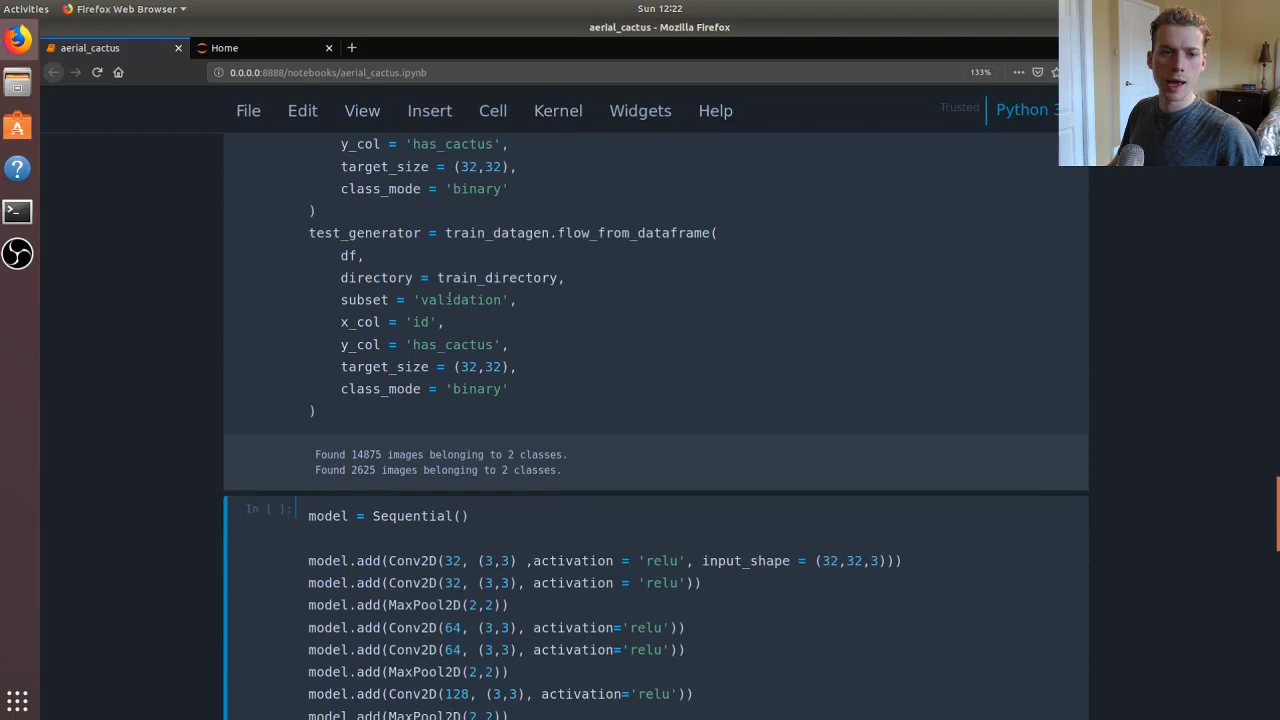 Activities Firefox Web Browser Sun 12:22
aerial_cactus - Mozilla Firefox
aerial_cactus Home
0.0.0.0:8888/notebooks/aerial_cactus.ipynb 133%
File Edit View Insert Cell Kernel Widgets Help Trusted Python 3
y_col = 'has_cactus',
target_size = (32,32),
class_mode = 'binary'
)
test_generator = train_datagen.flow_from_dataframe(
df,
directory = train_directory,
subset = 'validation',
x_col = 'id',
y_col = 'has_cactus',
target_size = (32,32),
class_mode = 'binary'
)
Found 14875 images belonging to 2 classes.
Found 2625 images belonging to 2 classes.
In [ ]: model = Sequential()
model.add(Conv2D(32, (3,3) ,activation = 'relu', input_shape = (32,32,3)))
model.add(Conv2D(32, (3,3), activation = 'relu'))
model.add(MaxPool2D(2,2))
model.add(Conv2D(64, (3,3), activation='relu'))
model.add(Conv2D(64, (3,3), activation='relu'))
model.add(MaxPool2D(2,2))
model.add(Conv2D(128, (3,3), activation='relu'))
model.add(MaxPool2D(2,2))